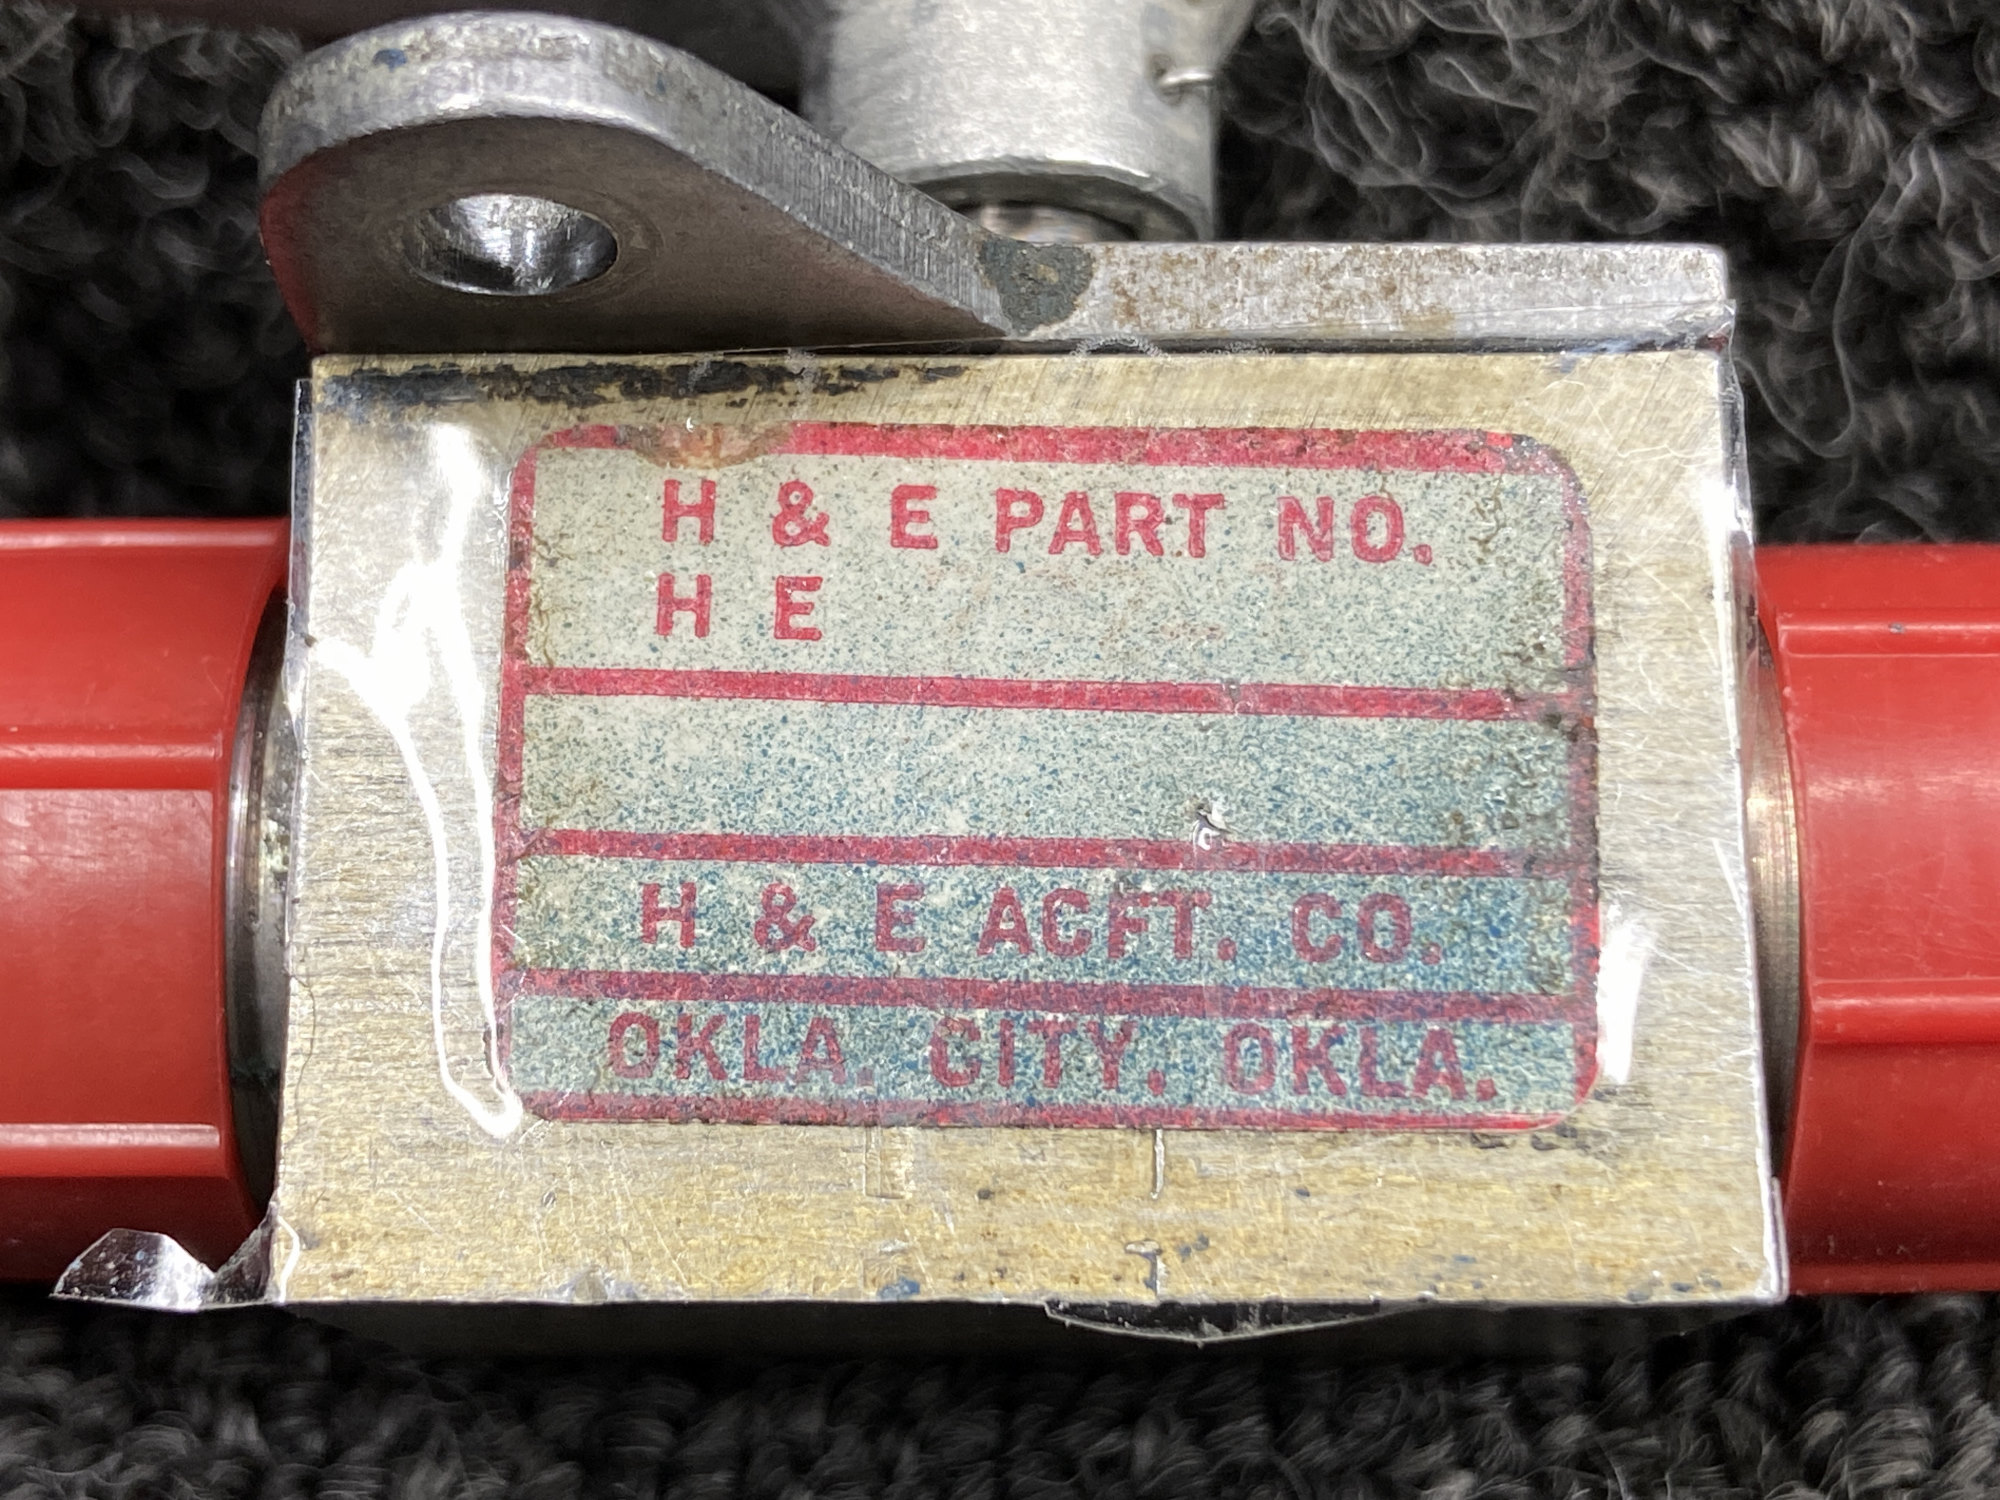 H & E PART NO.
H E
H & E ACFT. CO.
OKLA. CITY, OKLA.